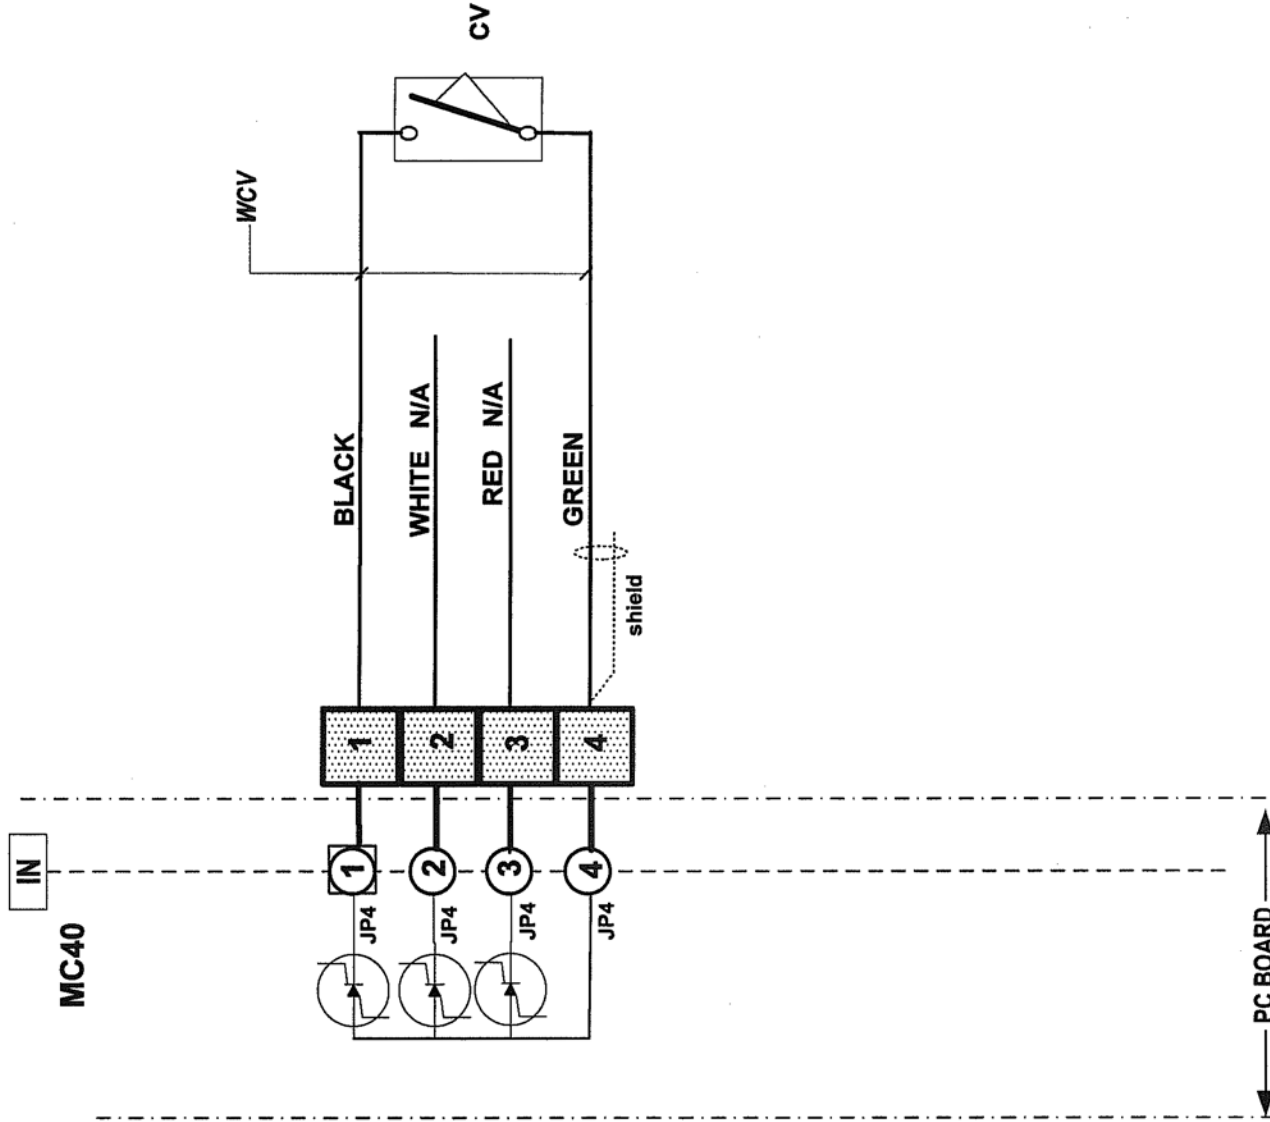 IN
MC40
JP4
JP4
JP4
JP4
1
2
3
4
1
2
3
4
BLACK
WHITE N/A
RED N/A
GREEN
shield
WCV
CV
PC BOARD